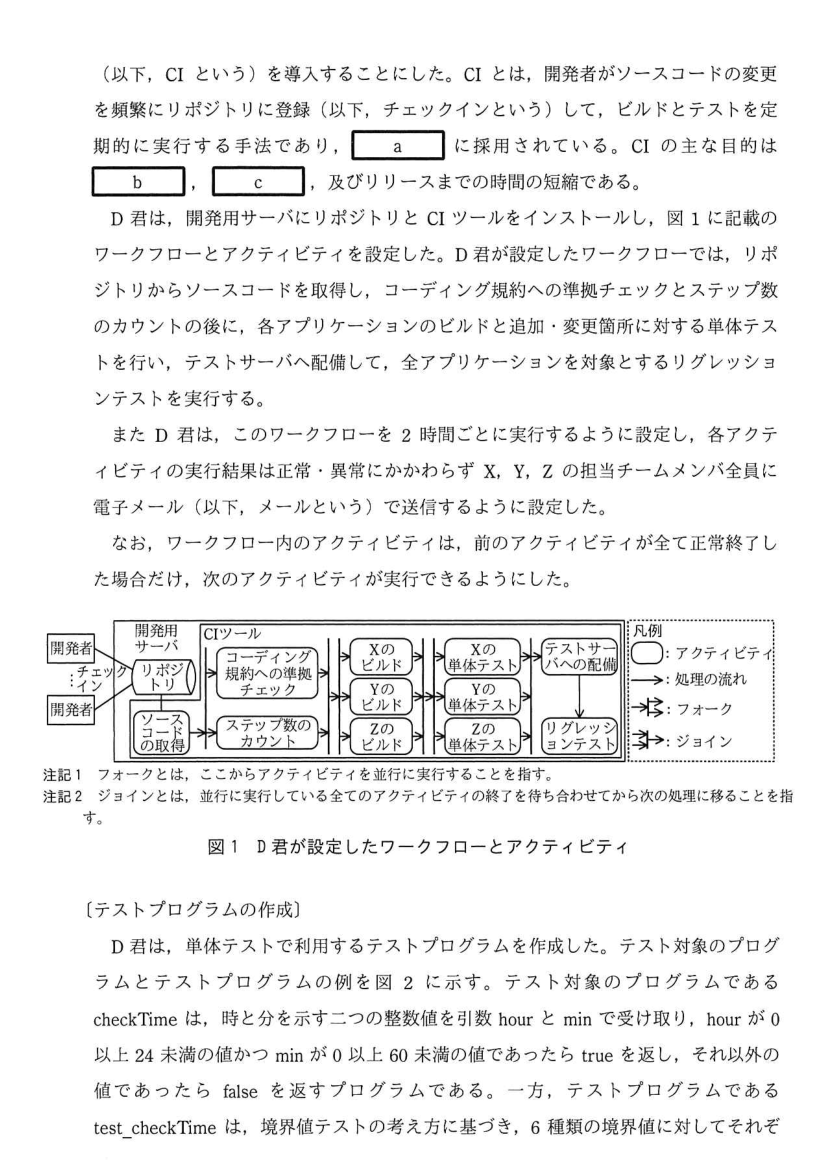 （以下，CI という）を導入することにした。CI とは，開発者がソースコードの変更
を頻繁にリポジトリに登録（以下，チェックインという）して，ビルドとテストを定
期的に実行する手法であり， a に採用されている。CI の主な目的は
b ， c ，及びリリースまでの時間の短縮である。
D 君は，開発用サーバにリポジトリと CI ツールをインストールし，図 1 に記載の
ワークフローとアクティビティを設定した。D 君が設定したワークフローでは，リポ
ジトリからソースコードを取得し，コーディング規約への準拠チェックとステップ数
のカウントの後に，各アプリケーションのビルドと追加・変更箇所に対する単体テス
トを行い，テストサーバへ配備して，全アプリケーションを対象とするリグレッショ
ンテストを実行する。
また D 君は，このワークフローを 2 時間ごとに実行するように設定し，各アクテ
ィビティの実行結果は正常・異常にかかわらず X，Y，Z の担当チームメンバ全員に
電子メール（以下，メールという）で送信するように設定した。
なお，ワークフロー内のアクティビティは，前のアクティビティが全て正常終了し
た場合だけ，次のアクティビティが実行できるようにした。
開発者
：チェック
イン
開発者
開発用
サーバ
リポジ
トリ
ソース
コード
の取得
CIツール
コーディング
規約への準拠
チェック
ステップ数の
カウント
Xの
ビルド
Yの
ビルド
Zの
ビルド
Xの
単体テスト
Yの
単体テスト
Zの
単体テスト
テストサー
バへの配備
リグレッシ
ョンテスト
凡例
：アクティビティ
：処理の流れ
：フォーク
：ジョイン
注記 1　フォークとは，ここからアクティビティを並行に実行することを指す。
注記 2　ジョインとは，並行に実行している全てのアクティビティの終了を待ち合わせてから次の処理に移ることを指
す。
図 1　D 君が設定したワークフローとアクティビティ
〔テストプログラムの作成〕
D 君は，単体テストで利用するテストプログラムを作成した。テスト対象のプログ
ラムとテストプログラムの例を図 2 に示す。テスト対象のプログラムである
checkTime は，時と分を示す二つの整数値を引数 hour と min で受け取り，hour が 0
以上 24 未満の値かつ min が 0 以上 60 未満の値であったら true を返し，それ以外の
値であったら false を返すプログラムである。一方，テストプログラムである
test_checkTime は，境界値テストの考え方に基づき，6 種類の境界値に対してそれぞ